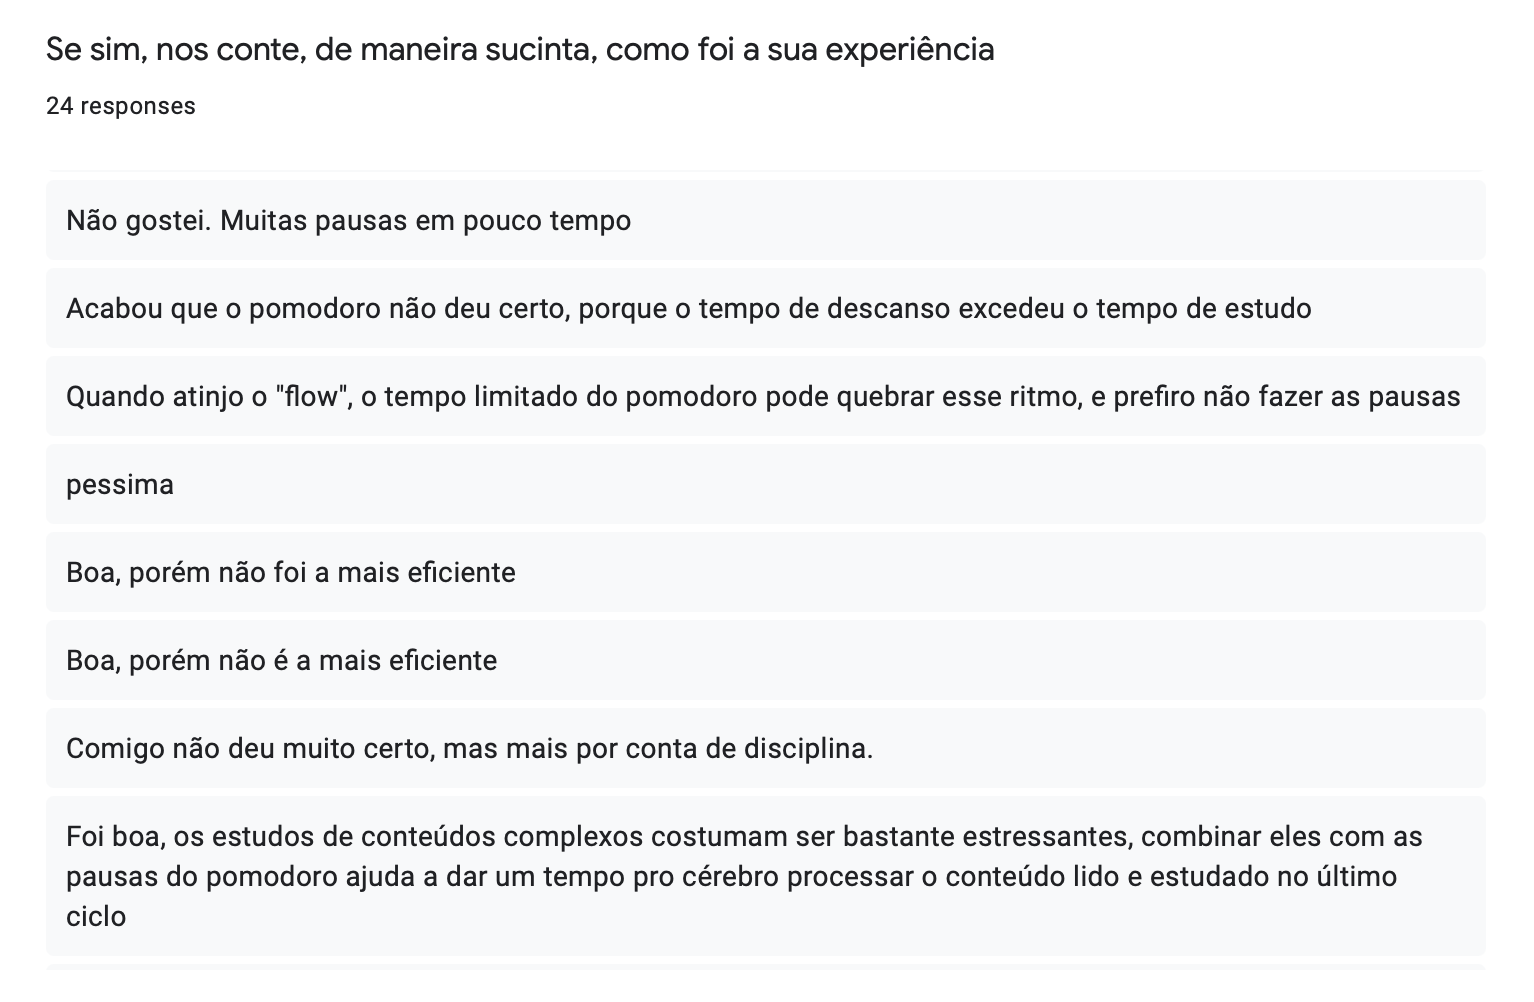 Se sim, nos conte, de maneira sucinta, como foi a sua experiência
24 responses
Não gostei. Muitas pausas em pouco tempo
Acabou que o pomodoro não deu certo, porque o tempo de descanso excedeu o tempo de estudo
Quando atinjo o "flow", o tempo limitado do pomodoro pode quebrar esse ritmo, e prefiro não fazer as pausas
pessima
Boa, porém não foi a mais eficiente
Boa, porém não é a mais eficiente
Comigo não deu muito certo, mas mais por conta de disciplina.
Foi boa, os estudos de conteúdos complexos costumam ser bastante estressantes, combinar eles com as
pausas do pomodoro ajuda a dar um tempo pro cérebro processar o conteúdo lido e estudado no último
ciclo